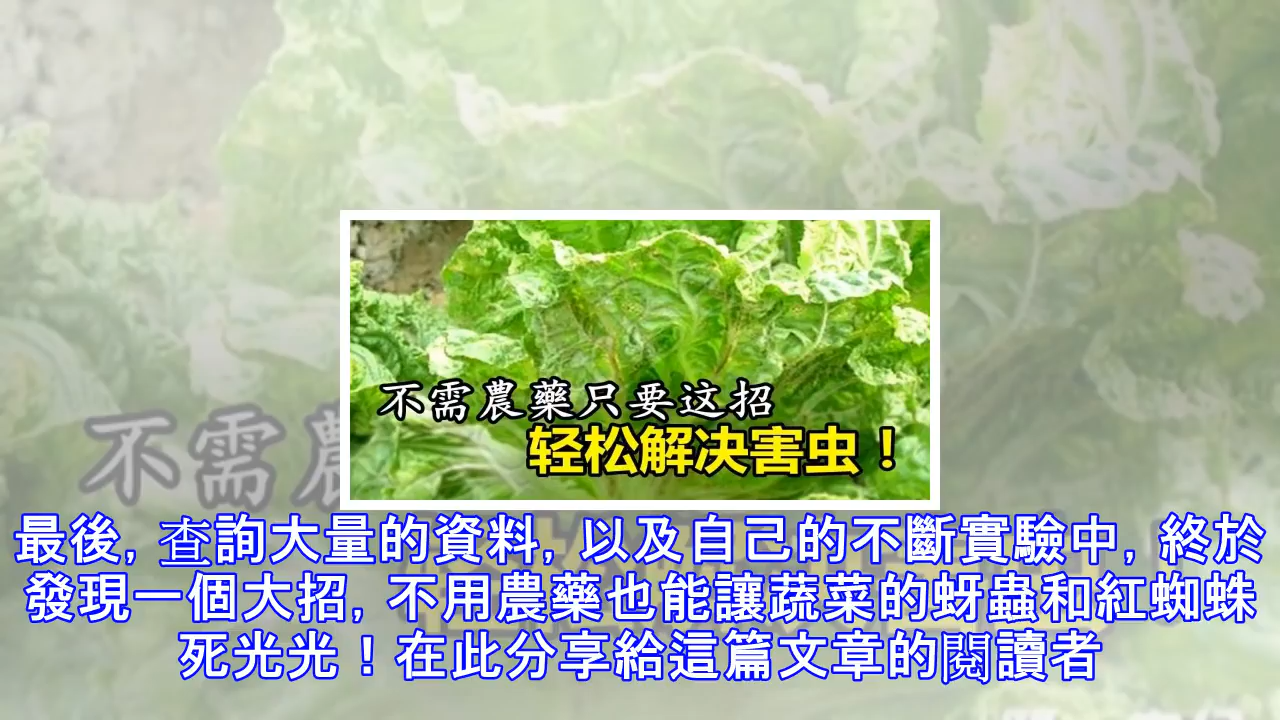 不需農藥只要这招
轻松解决害虫！
不需農
最後, 查詢大量的資料, 以及自己的不斷實驗中, 終於
發現一個大招, 不用農藥也能讓蔬菜的蚜蟲和紅蜘蛛
死光光！在此分享給這篇文章的閱讀者